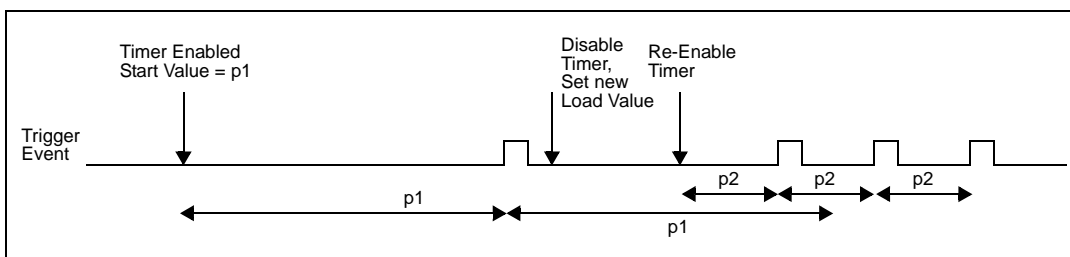 Timer Enabled
Start Value = p1
Disable
Timer,
Set new
Load Value
Re-Enable
Timer
Trigger
Event
p1
p1
p2
p2
p2